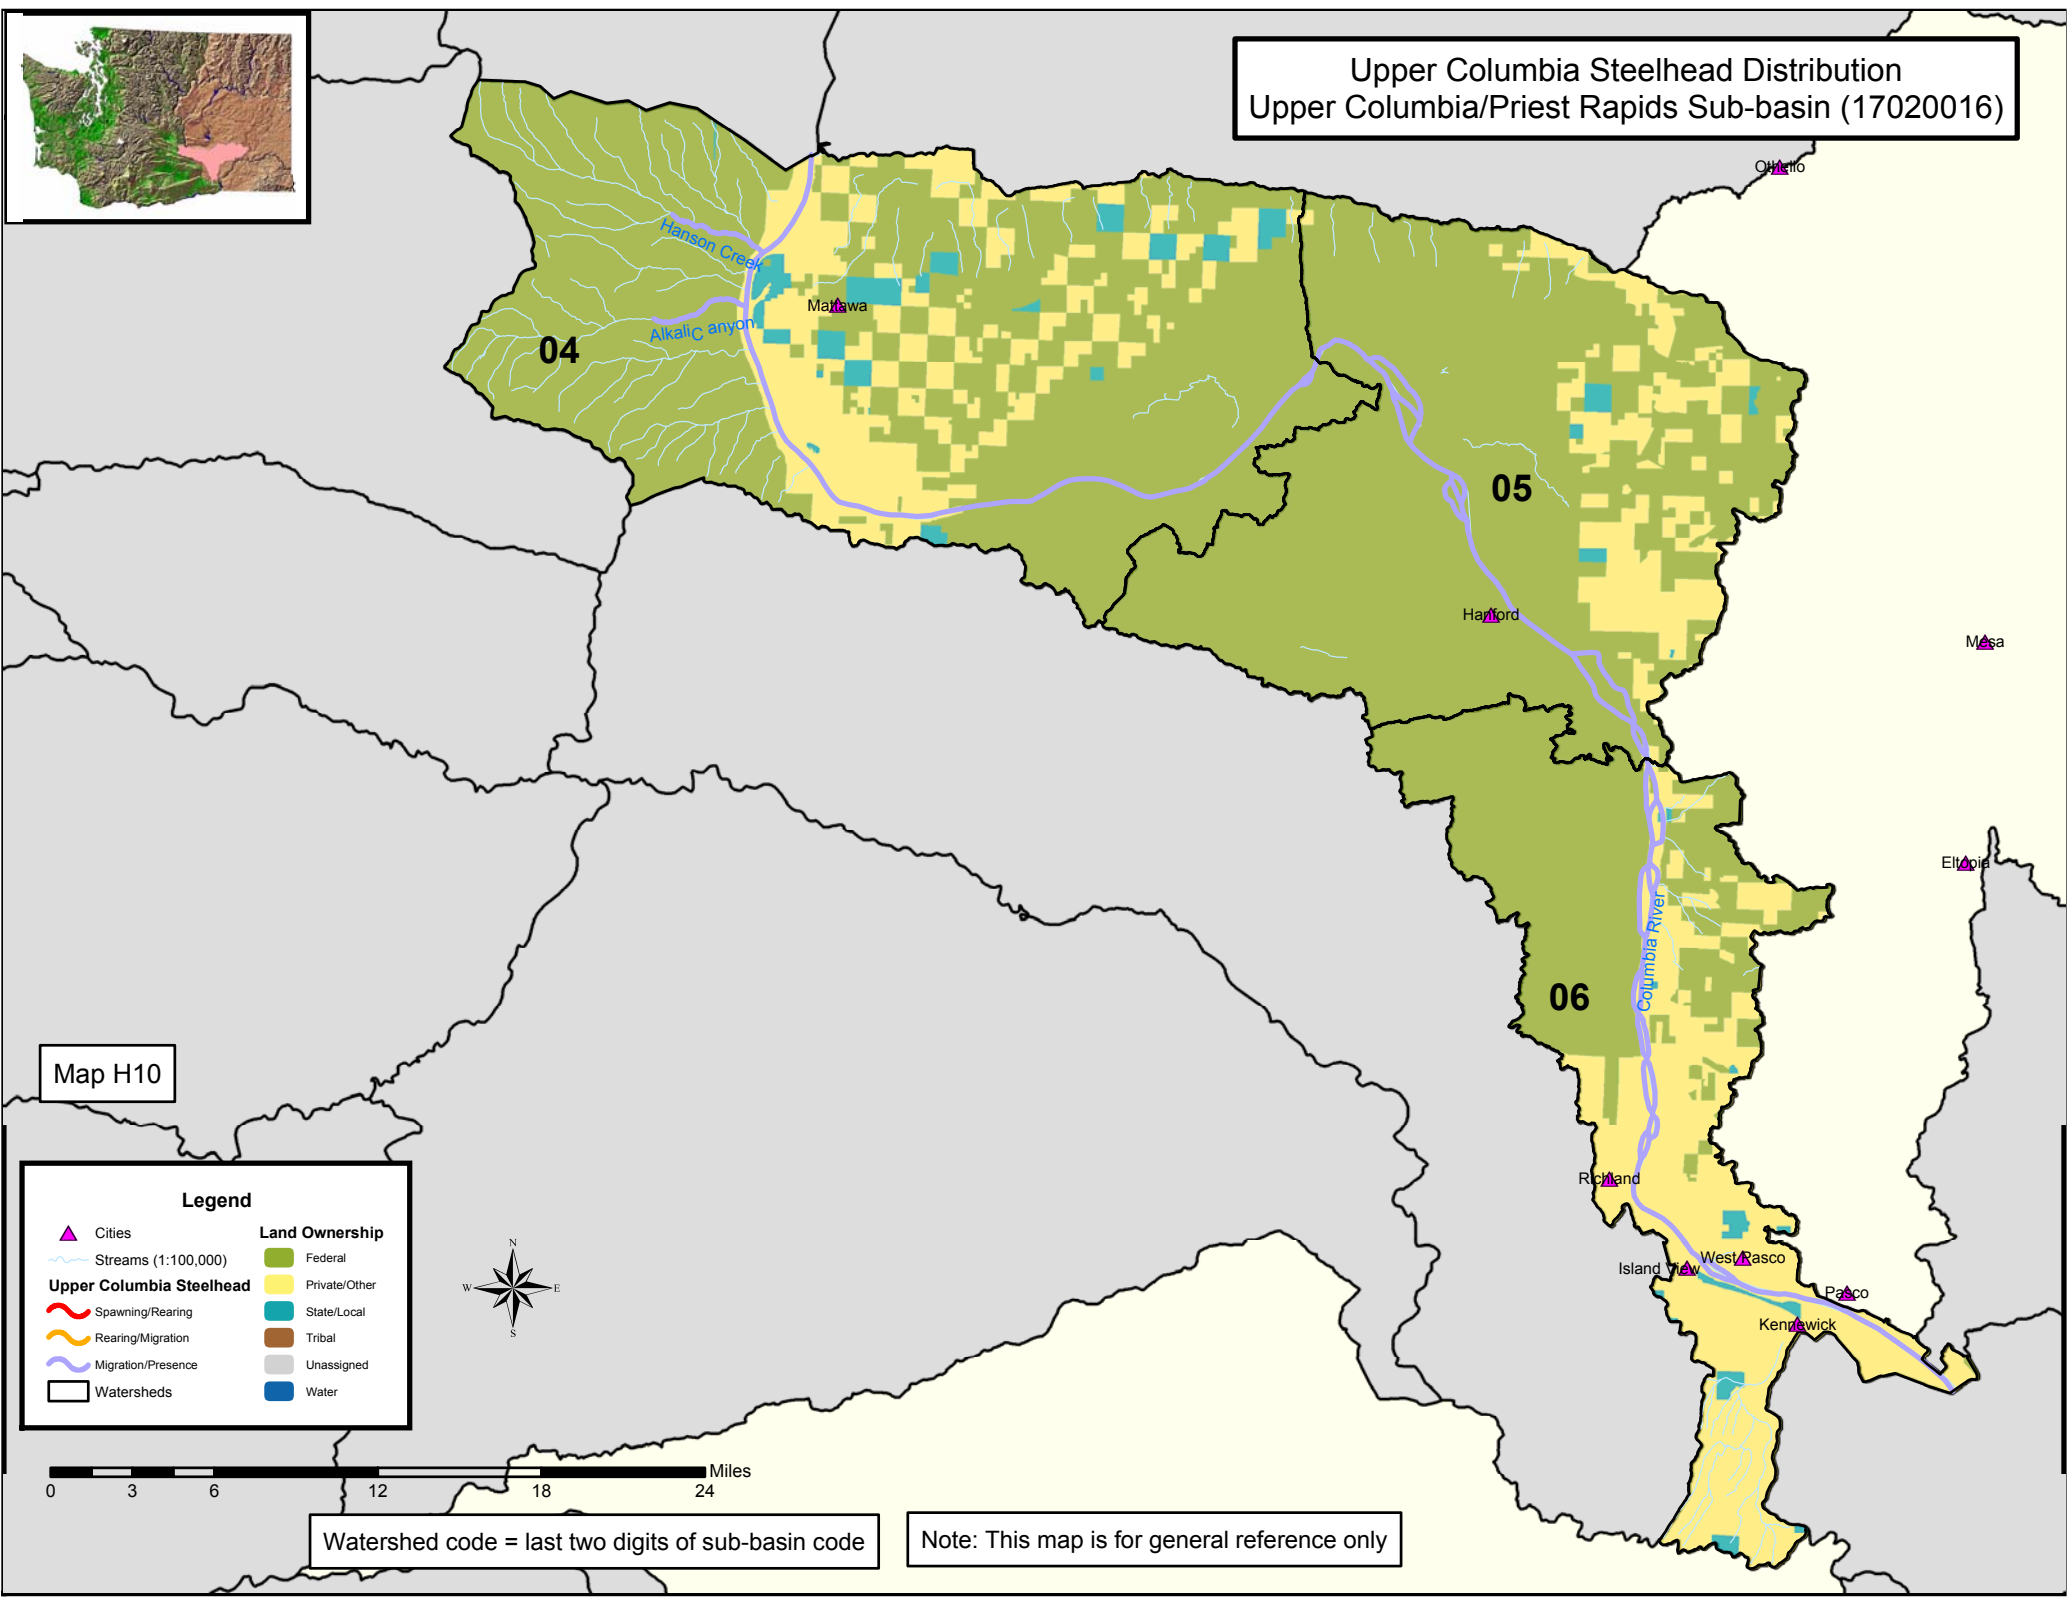 Upper Columbia Steelhead Distribution
Upper Columbia/Priest Rapids Sub-basin (17020016)
Othello
Hanson Creek
Mattawa
Alkali Canyon
04
05
Hanford
Mesa
Eltopia
Columbia River
06
Map H10
Richland
West Pasco
Island View
Pasco
Kennewick
Legend
Cities
Streams (1:100,000)
Upper Columbia Steelhead
Spawning/Rearing
Rearing/Migration
Migration/Presence
Watersheds
Land Ownership
Federal
Private/Other
State/Local
Tribal
Unassigned
Water
N
W
E
S
Miles
0 3 6 12 18 24
Watershed code = last two digits of sub-basin code
Note: This map is for general reference only